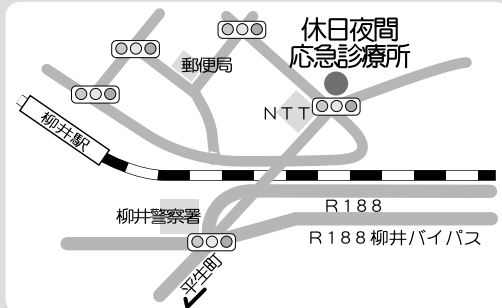 休日夜間
応急診療所
郵便局
NTT
柳井駅
柳井警察署
R188
R188柳井バイパス
平生町